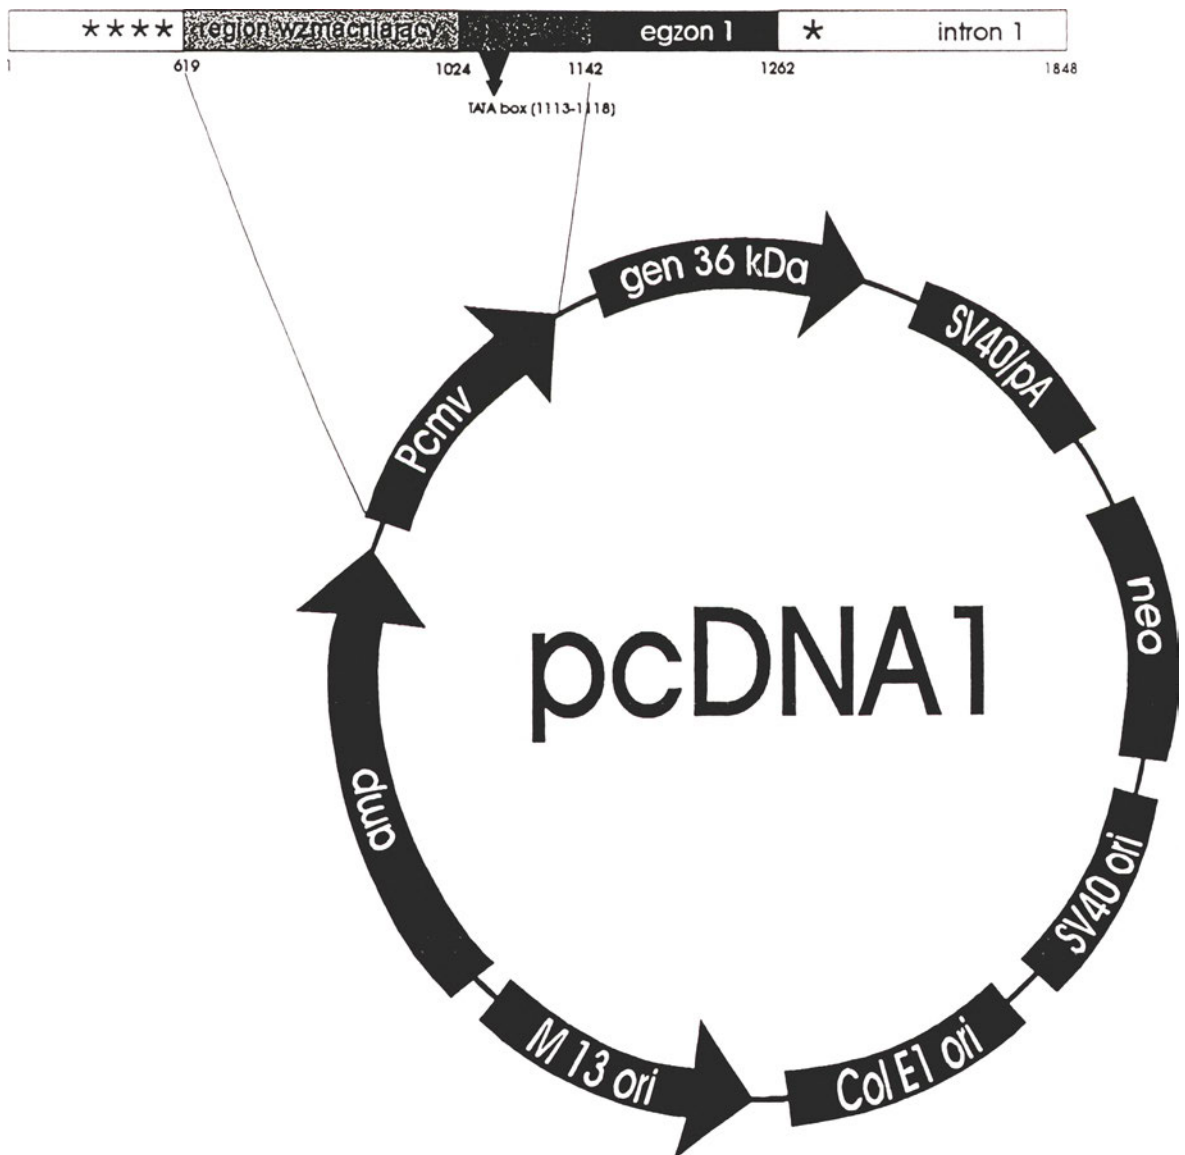 **** region wzmacniający egzon 1 * intron 1
1 619 1024 1142 1262 1848
TATA box (1113-1118)
gen 36 kDa
SV40/pA
Pcmv
neo
pcDNA1
amp
SV40 ori
M 13 ori
Col E1 ori